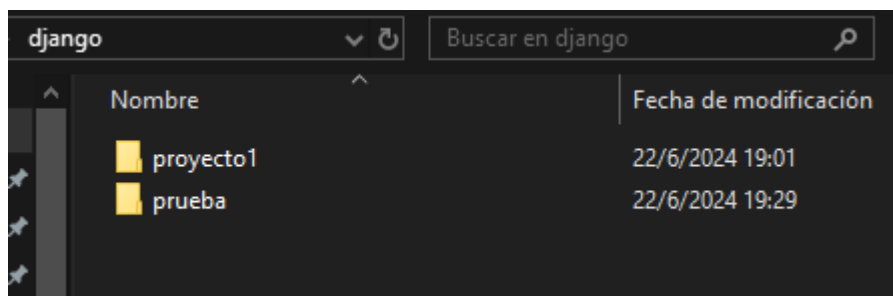 django Buscar en django
Nombre Fecha de modificación
proyecto1 22/6/2024 19:01
prueba 22/6/2024 19:29